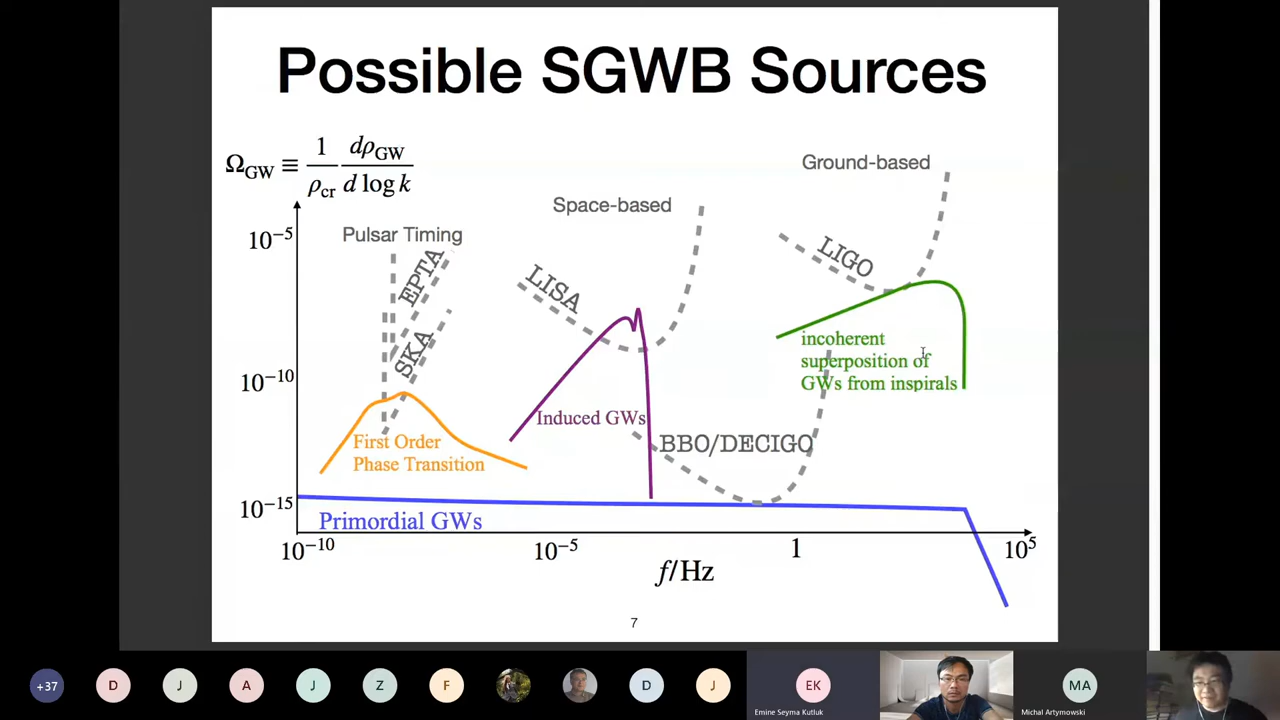 Possible SGWB Sources
Ω_GW ≡ 1/ρ_cr dρ_GW/d log k
Ground-based
Space-based
Pulsar Timing
10⁻⁵
EPTA
LISA
LIGO
SKA
incoherent
superposition of
GWs from inspirals
10⁻¹⁰
Induced GWs
First Order
Phase Transition
BBO/DECIGO
10⁻¹⁵
Primordial GWs
10⁻¹⁰
10⁻⁵
1
10⁵
f/Hz
7
+37
D
J
A
J
Z
F
D
J
EK
MA
Emine Seyma Kutluk
Michal Artymowski